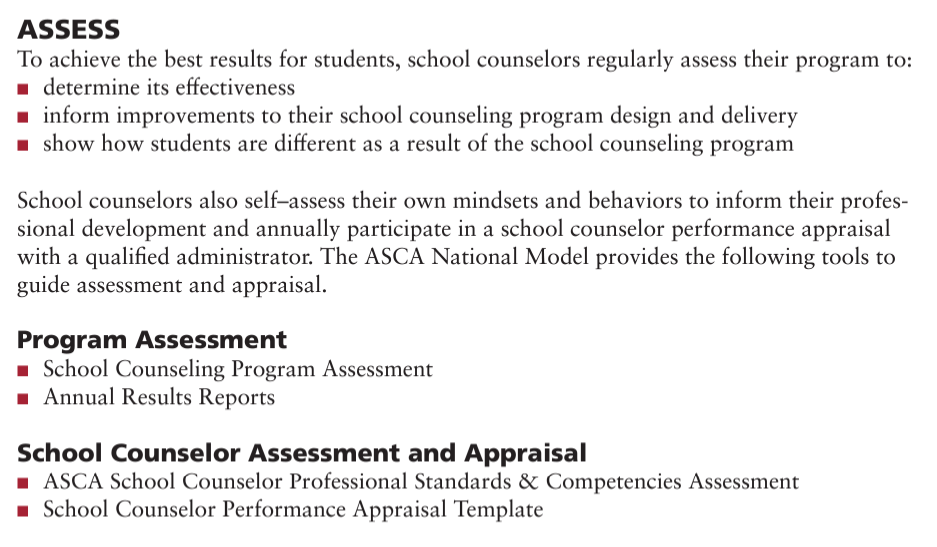 ASSESS
To achieve the best results for students, school counselors regularly assess their program to:
■ determine its effectiveness
■ inform improvements to their school counseling program design and delivery
■ show how students are different as a result of the school counseling program
School counselors also self–assess their own mindsets and behaviors to inform their profes-
sional development and annually participate in a school counselor performance appraisal
with a qualified administrator. The ASCA National Model provides the following tools to
guide assessment and appraisal.
Program Assessment
■ School Counseling Program Assessment
■ Annual Results Reports
School Counselor Assessment and Appraisal
■ ASCA School Counselor Professional Standards & Competencies Assessment
■ School Counselor Performance Appraisal Template